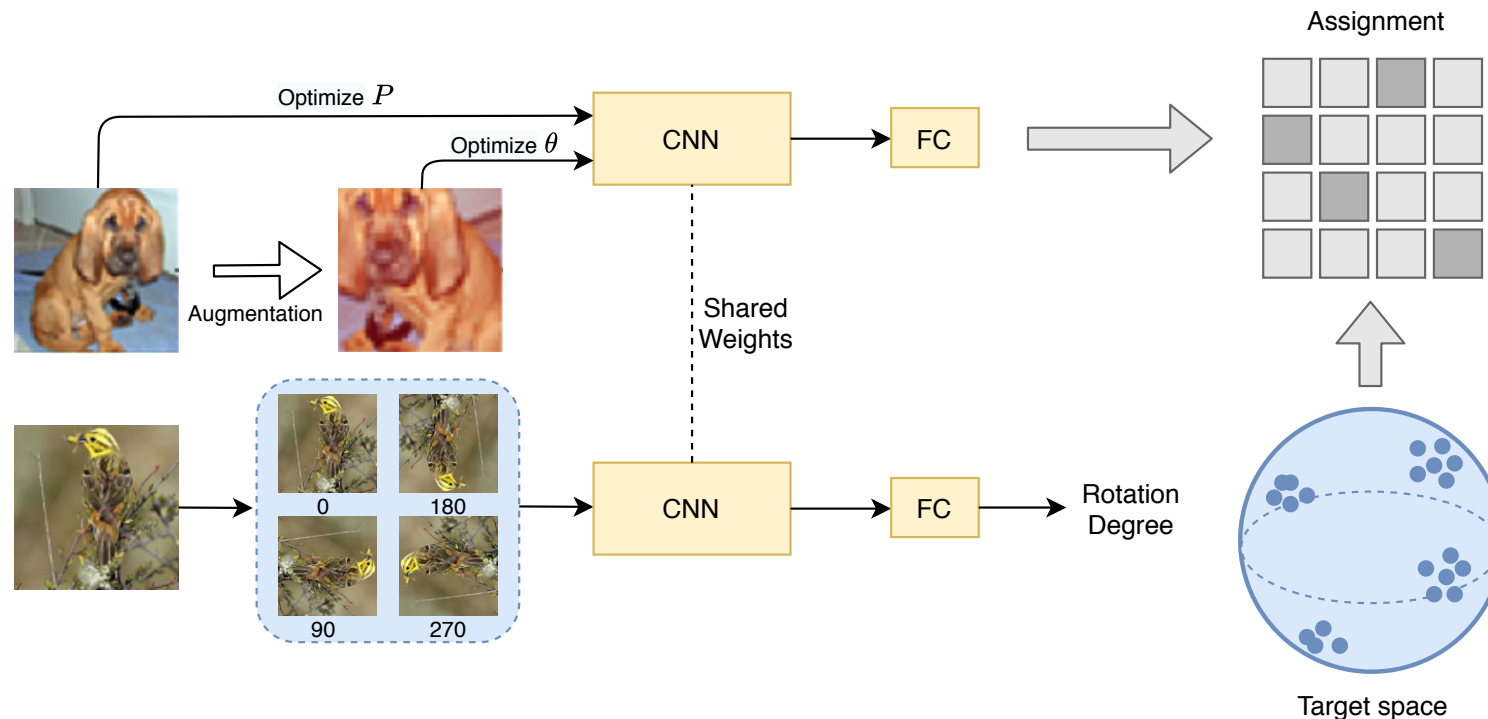 Assignment
Optimize P
Optimize θ
CNN
FC
Augmentation
Shared
Weights
0
180
90
270
CNN
FC
Rotation
Degree
Target space